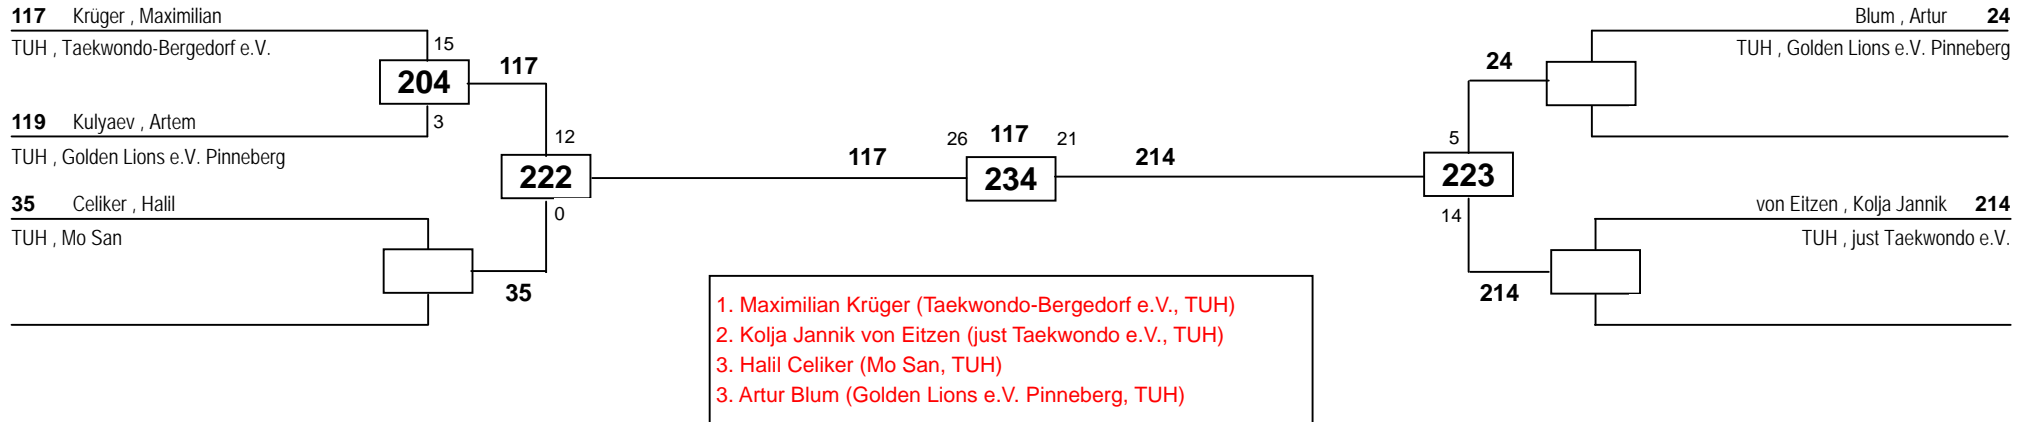 117 Krüger , Maximilian
TUH , Taekwondo-Bergedorf e.V.
15
204
117
3
119 Kulyaev , Artem
TUH , Golden Lions e.V. Pinneberg
12
222
0
35 Celiker , Halil
TUH , Mo San
35
117
26 117 21
234
214
Blum , Artur 24
TUH , Golden Lions e.V. Pinneberg
24
5
223
14
von Eitzen , Kolja Jannik 214
TUH , just Taekwondo e.V.
214
1. Maximilian Krüger (Taekwondo-Bergedorf e.V., TUH)
2. Kolja Jannik von Eitzen (just Taekwondo e.V., TUH)
3. Halil Celiker (Mo San, TUH)
3. Artur Blum (Golden Lions e.V. Pinneberg, TUH)